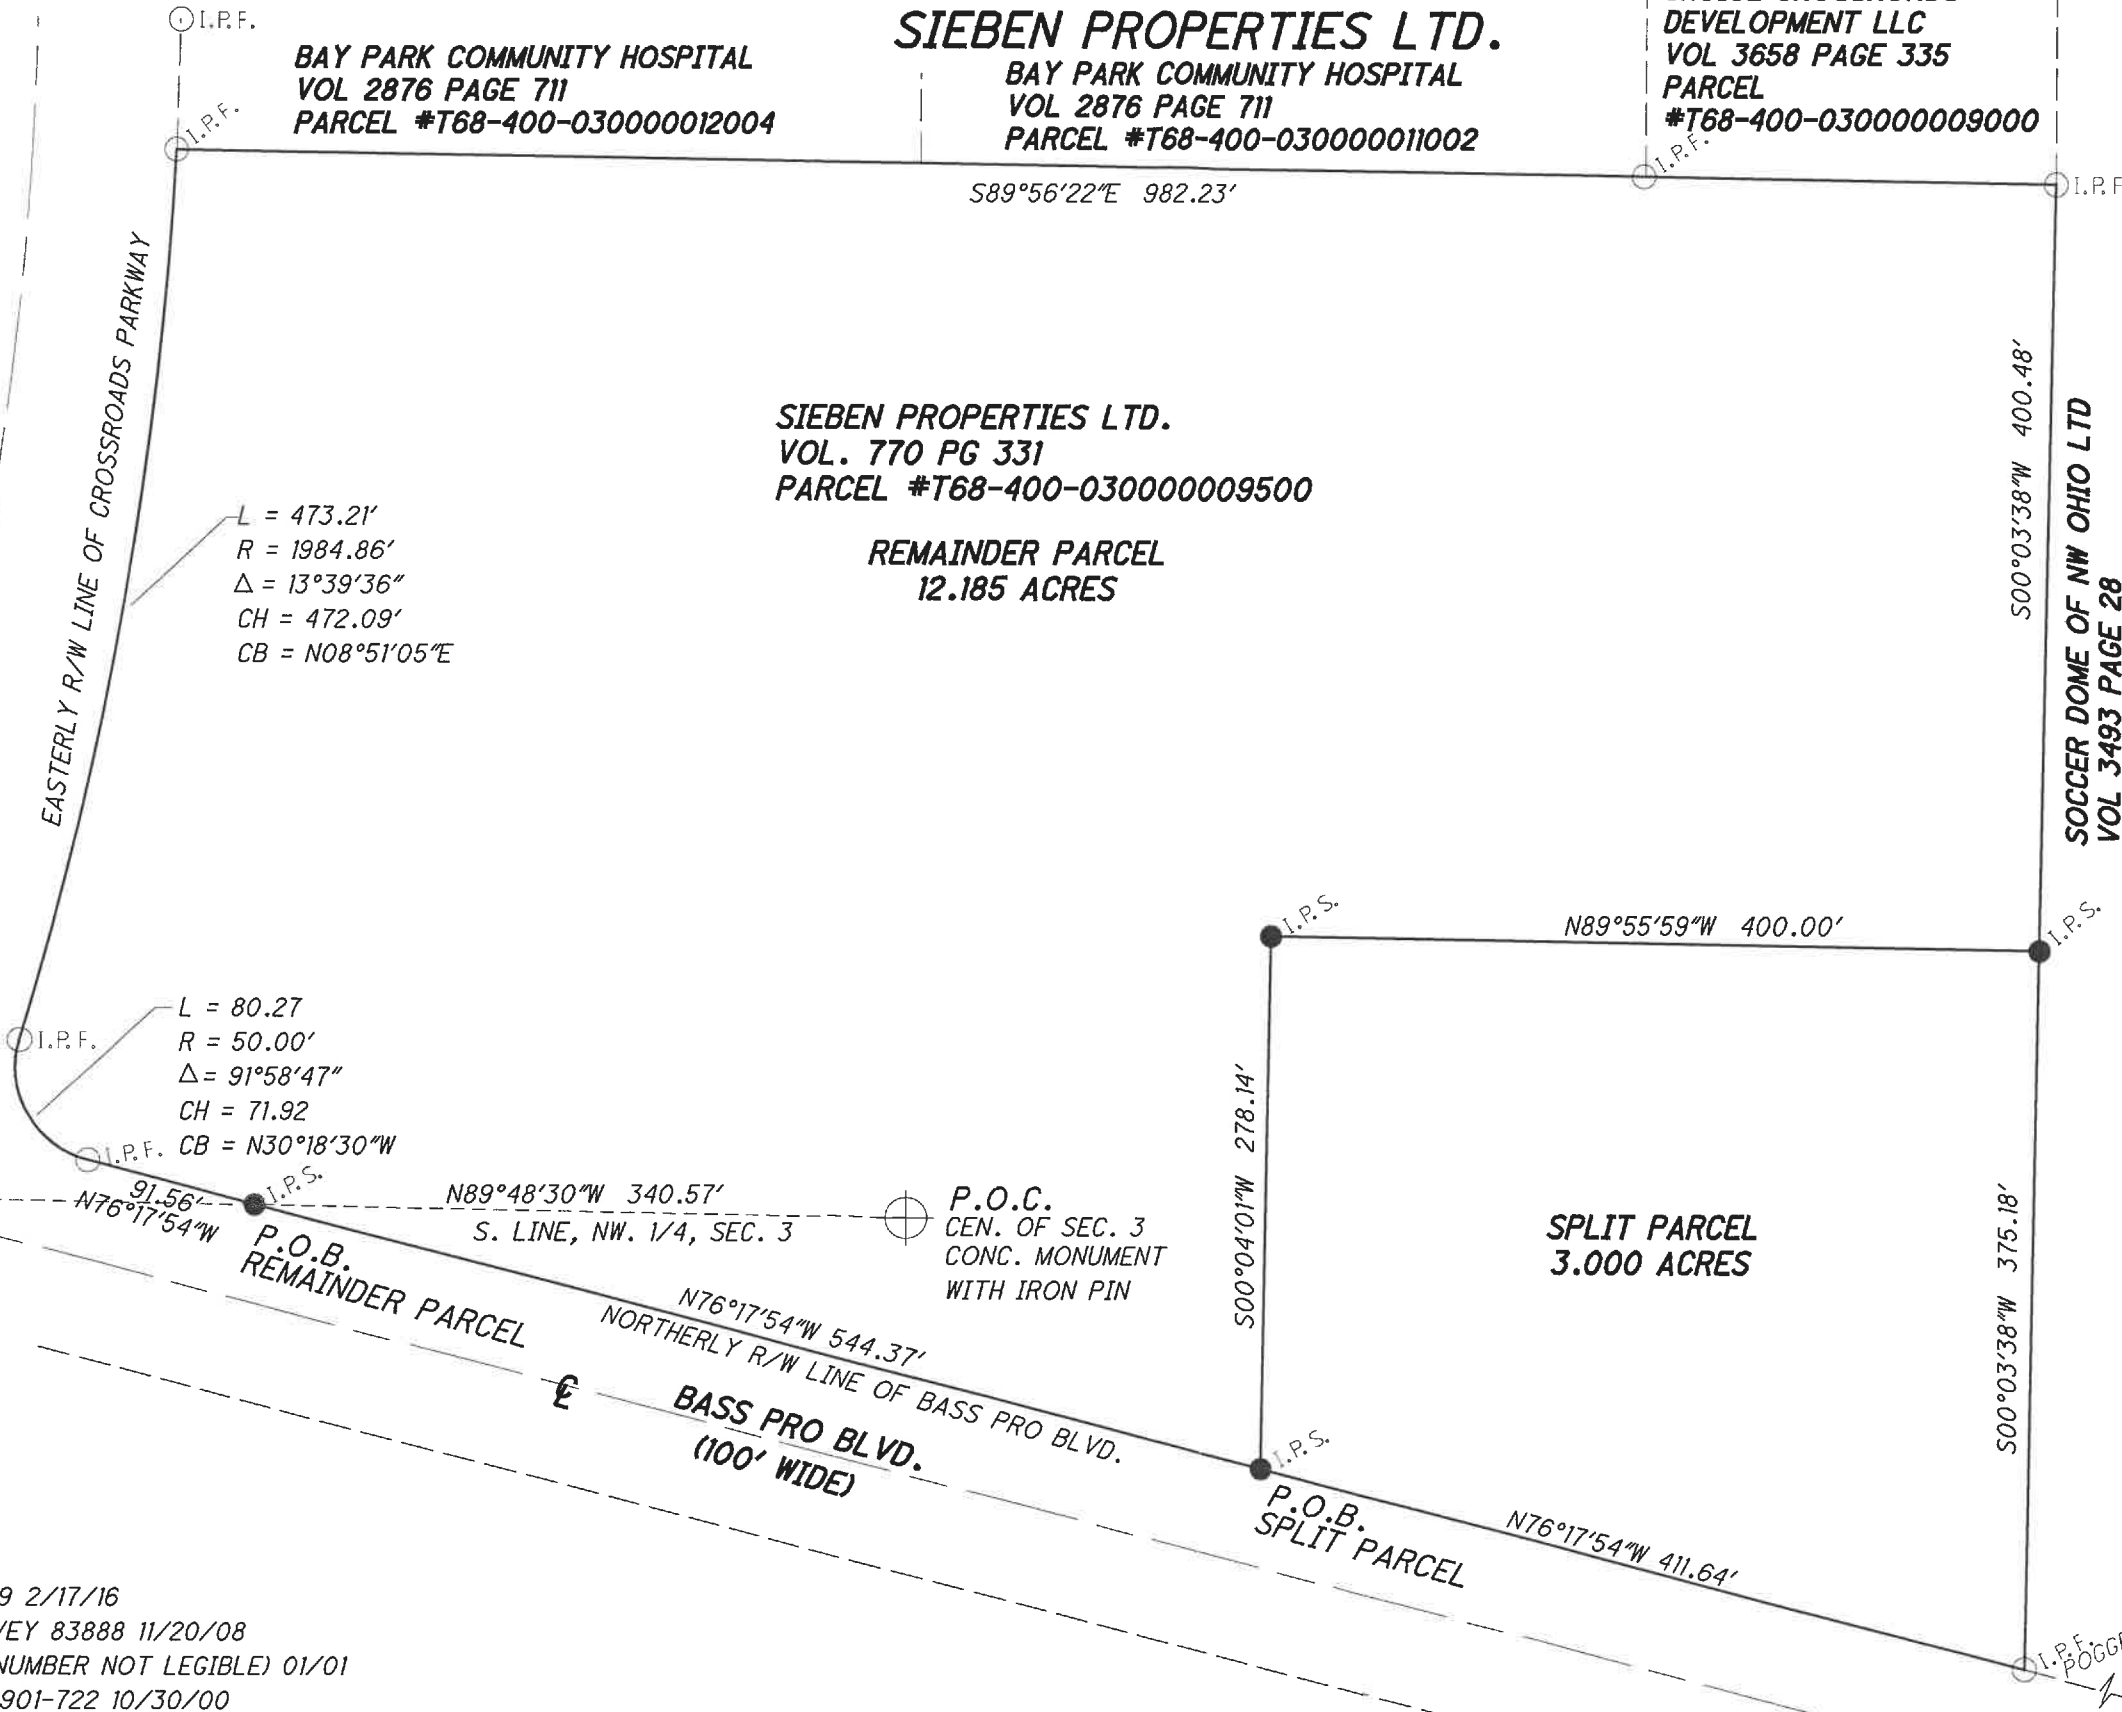 I.P.F.
SIEBEN PROPERTIES LTD.
BAY PARK COMMUNITY HOSPITAL
VOL 2876 PAGE 711
PARCEL #T68-400-030000012004
BAY PARK COMMUNITY HOSPITAL
VOL 2876 PAGE 711
PARCEL #T68-400-030000011002
DEVELOPMENT LLC
VOL 3658 PAGE 335
PARCEL
#T68-400-030000009000
I.P.F.
I.P.F.
I.P.F
S89°56'22"E 982.23'
EASTERLY R/W LINE OF CROSSROADS PARKWAY
S00°03'38"W 400.48'
SOCCER DOME OF NW OHIO LTD
VOL 3493 PAGE 28
SIEBEN PROPERTIES LTD.
VOL. 770 PG 331
PARCEL #T68-400-030000009500
REMAINDER PARCEL
12.185 ACRES
L = 473.21'
R = 1984.86'
Δ = 13°39'36"
CH = 472.09'
CB = N08°51'05"E
I.P.S.
N89°55'59"W 400.00'
I.P.S.
L = 80.27
R = 50.00'
Δ = 91°58'47"
CH = 71.92
CB = N30°18'30"W
I.P.F.
I.P.F.
I.P.S.
91.56'
N76°17'54"W
N89°48'30"W 340.57'
S. LINE, NW. 1/4, SEC. 3
P.O.C.
CEN. OF SEC. 3
CONC. MONUMENT
WITH IRON PIN
S00°04'01"W 278.14'
SPLIT PARCEL
3.000 ACRES
S00°03'38"W 375.18'
P.O.B.
REMAINDER PARCEL
N76°17'54"W 544.37'
NORTHERLY R/W LINE OF BASS PRO BLVD.
℄
BASS PRO BLVD.
(100' WIDE)
I.P.S.
P.O.B.
SPLIT PARCEL
N76°17'54"W 411.64'
I.P.F.
POGG
9 2/17/16
VEY 83888 11/20/08
NUMBER NOT LEGIBLE) 01/01
901-722 10/30/00